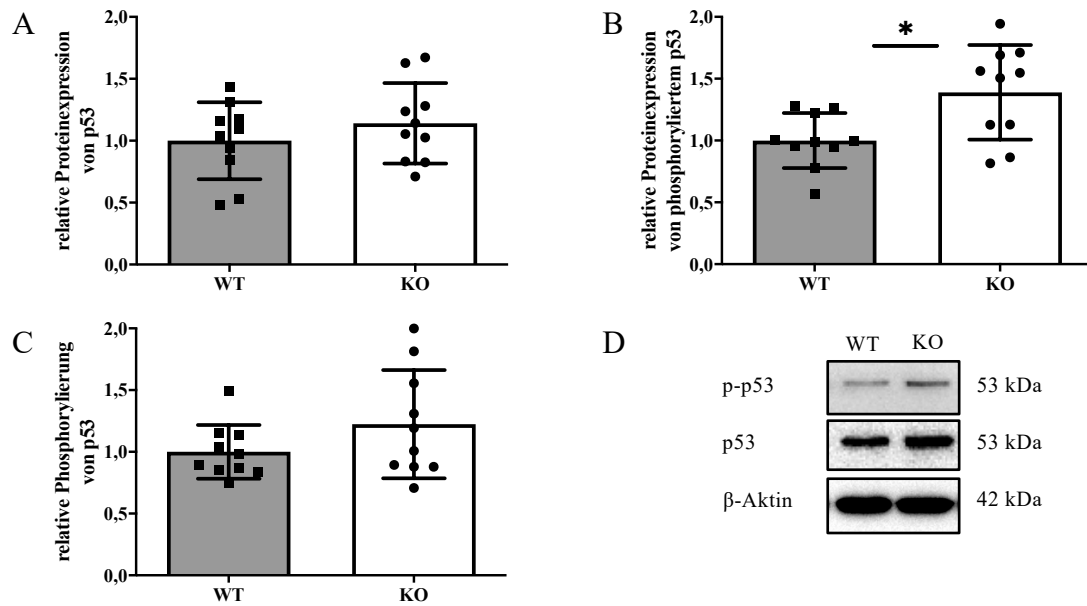 A
relative Proteinexpression
von p53
2,0
1,5
1,0
0,5
0,0
WT
KO
B
relative Proteinexpression
von phosphoryliertem p53
2,0
1,5
1,0
0,5
0,0
*
WT
KO
C
relative Phosphorylierung
von p53
2,0
1,5
1,0
0,5
0,0
WT
KO
D
WT KO
p-p53 53 kDa
p53 53 kDa
β-Aktin 42 kDa